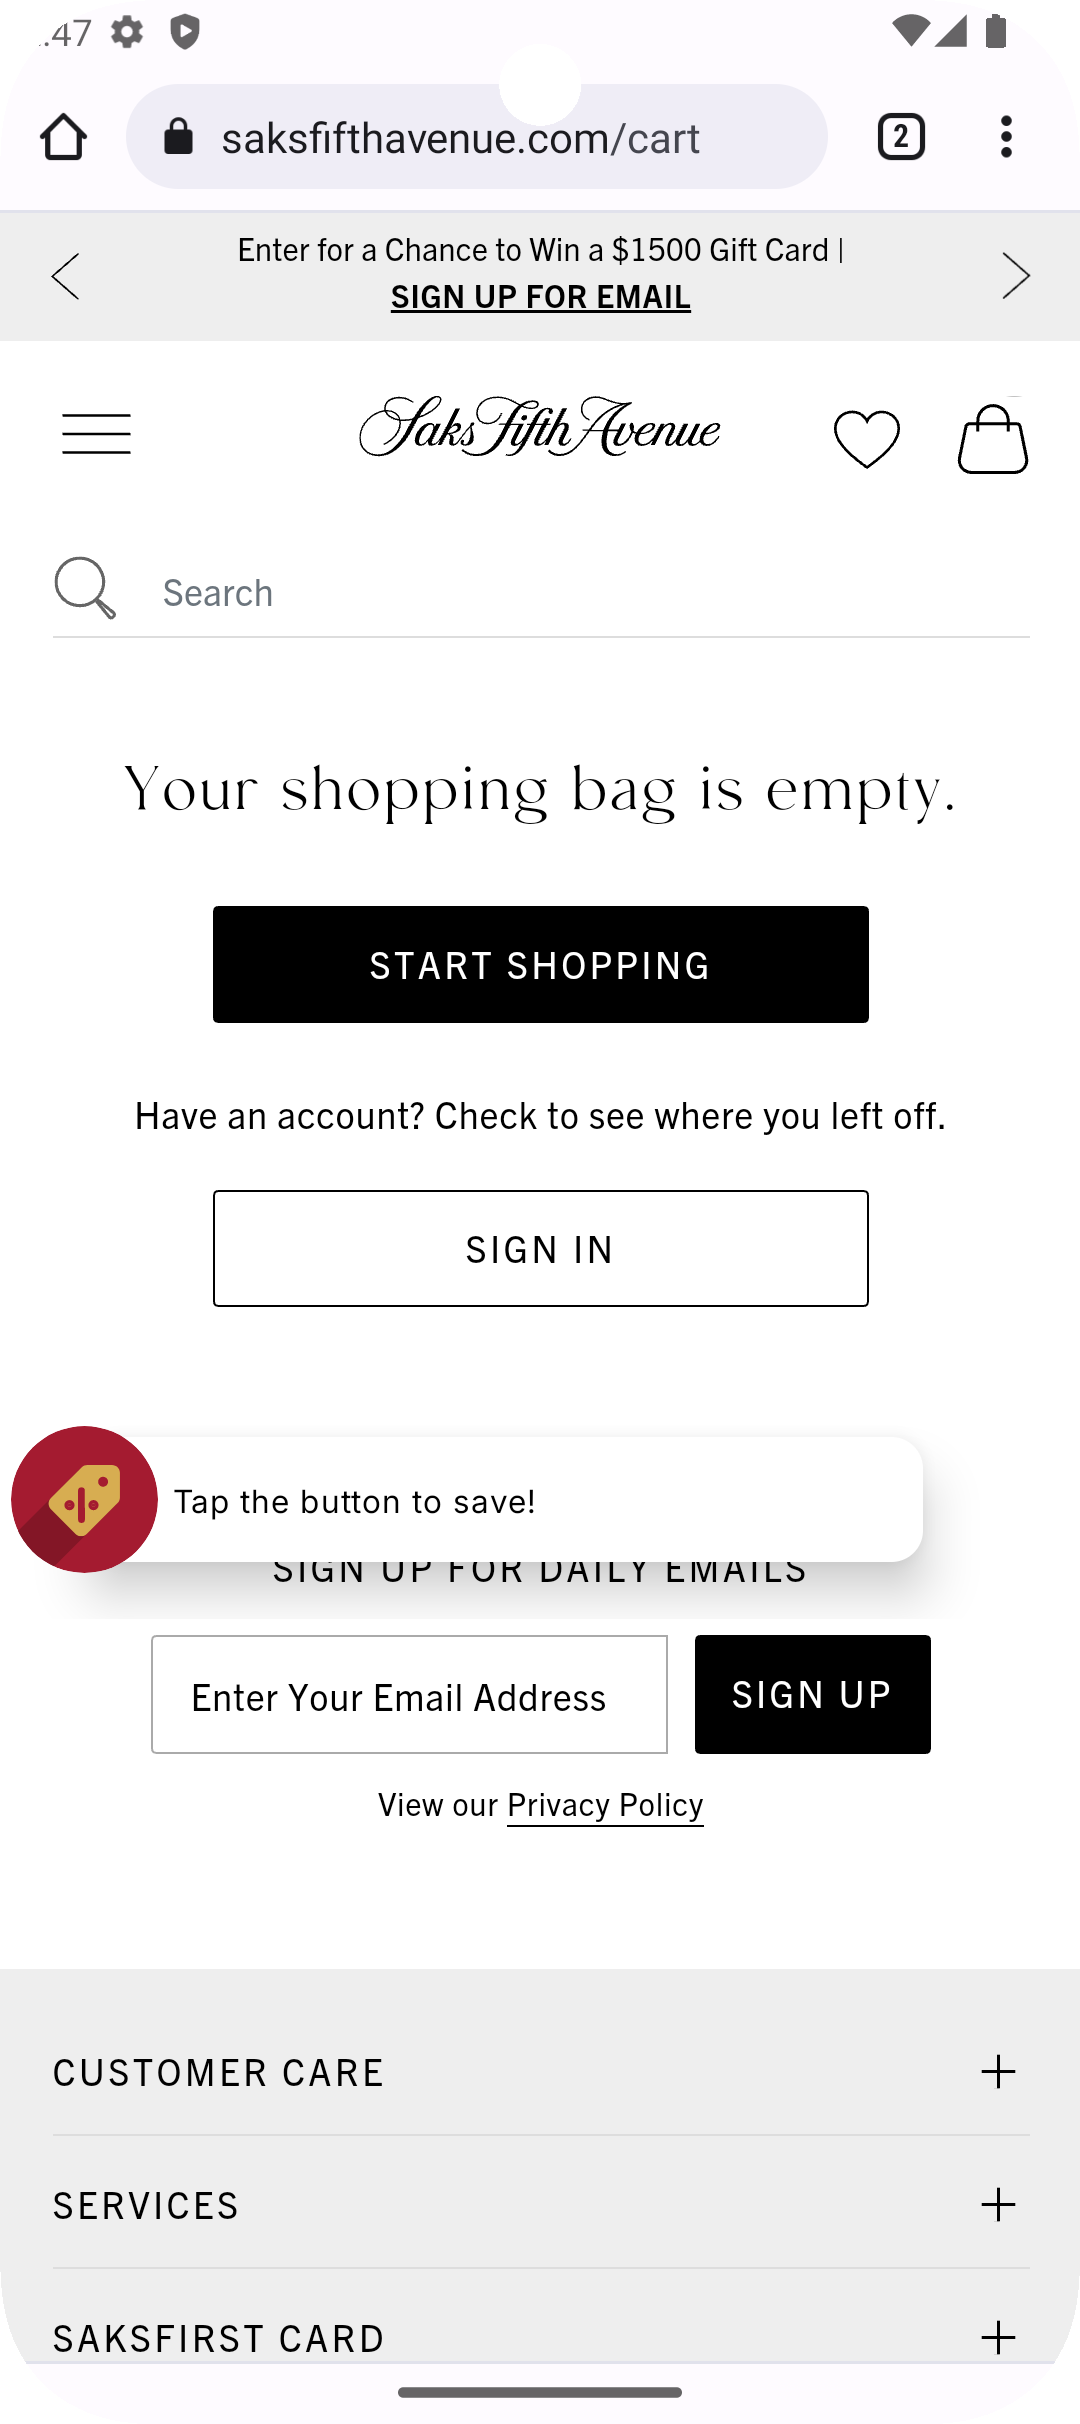 :47
saksfifthavenue.com/cart
2
Enter for a Chance to Win a $1500 Gift Card |
SIGN UP FOR EMAIL
Saks Fifth Avenue
Search
Your shopping bag is empty.
START SHOPPING
Have an account? Check to see where you left off.
SIGN IN
Tap the button to save!
SIGN UP FOR DAILY EMAILS
Enter Your Email Address
SIGN UP
View our Privacy Policy
CUSTOMER CARE
SERVICES
SAKSFIRST CARD